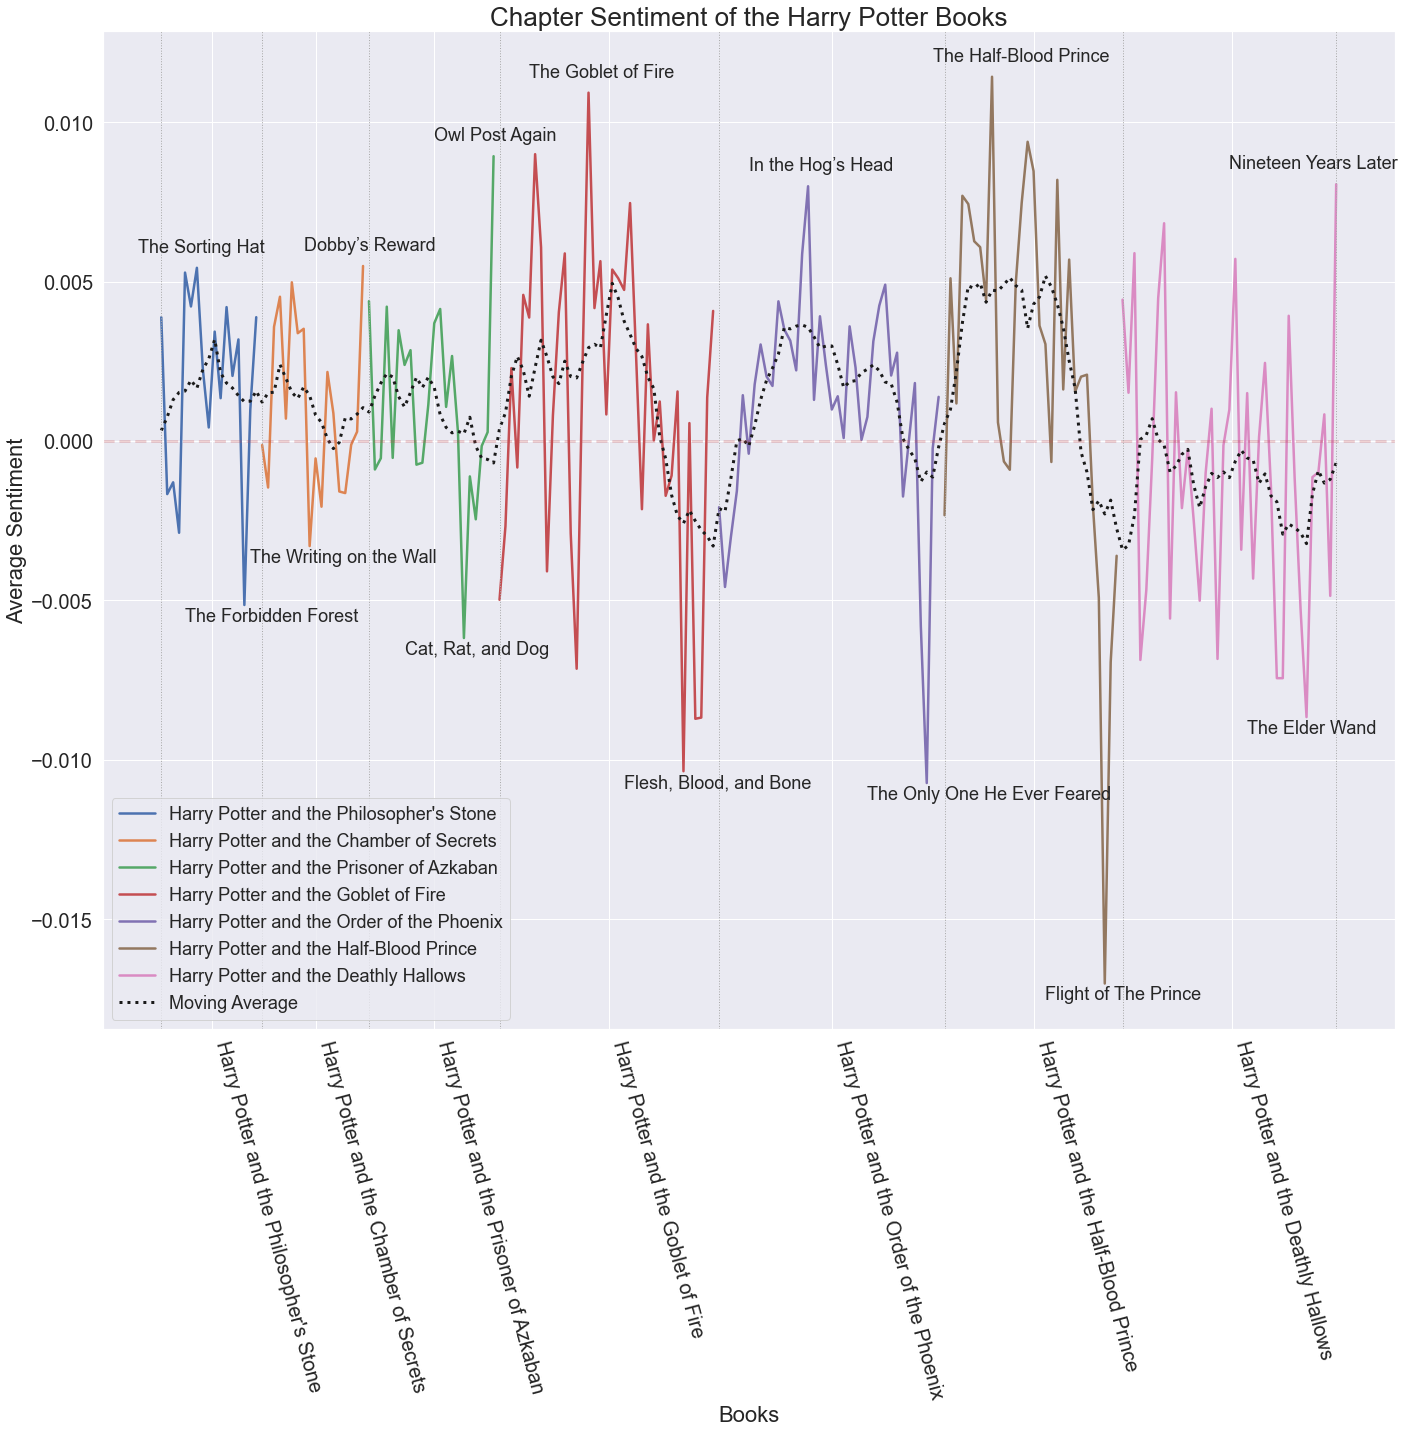 Chapter Sentiment of the Harry Potter Books
The Half-Blood Prince
The Goblet of Fire
0.010
Owl Post Again
In the Hog’s Head
Nineteen Years Later
The Sorting Hat
Dobby’s Reward
0.005
0.000
Average Sentiment
The Writing on the Wall
−0.005
The Forbidden Forest
Cat, Rat, and Dog
The Elder Wand
−0.010
Flesh, Blood, and Bone
The Only One He Ever Feared
Harry Potter and the Philosopher's Stone
Harry Potter and the Chamber of Secrets
Harry Potter and the Prisoner of Azkaban
Harry Potter and the Goblet of Fire
−0.015
Harry Potter and the Order of the Phoenix
Harry Potter and the Half-Blood Prince
Harry Potter and the Deathly Hallows
Flight of The Prince
Moving Average
Harry Potter and the Philosopher's Stone
Harry Potter and the Chamber of Secrets
Harry Potter and the Prisoner of Azkaban
Harry Potter and the Goblet of Fire
Harry Potter and the Order of the Phoenix
Harry Potter and the Half-Blood Prince
Harry Potter and the Deathly Hallows
Books